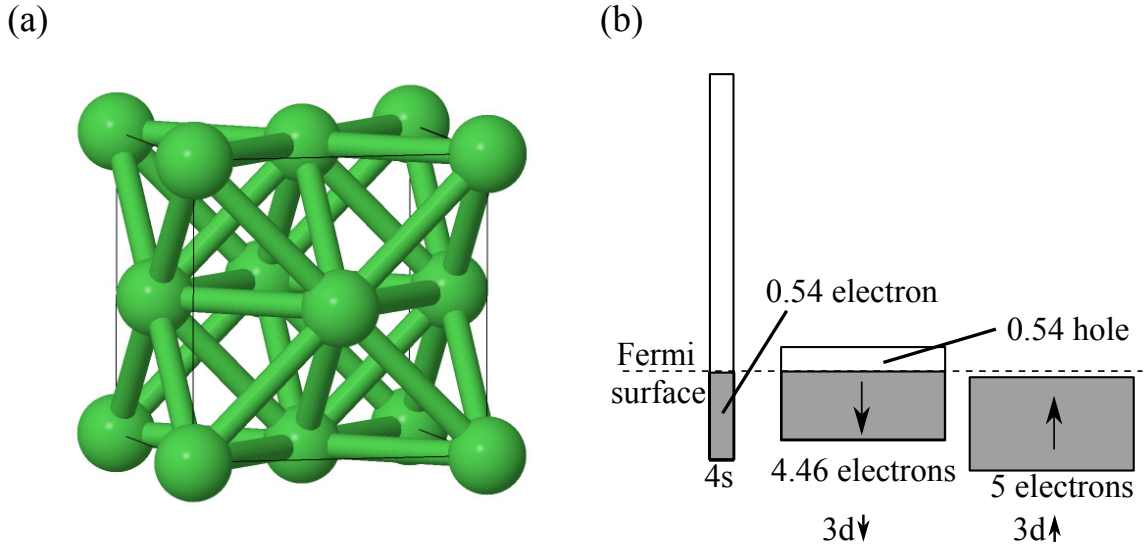 (a)
(b)
0.54 electron
0.54 hole
Fermi
surface
4s
4.46 electrons
5 electrons
3d
3d